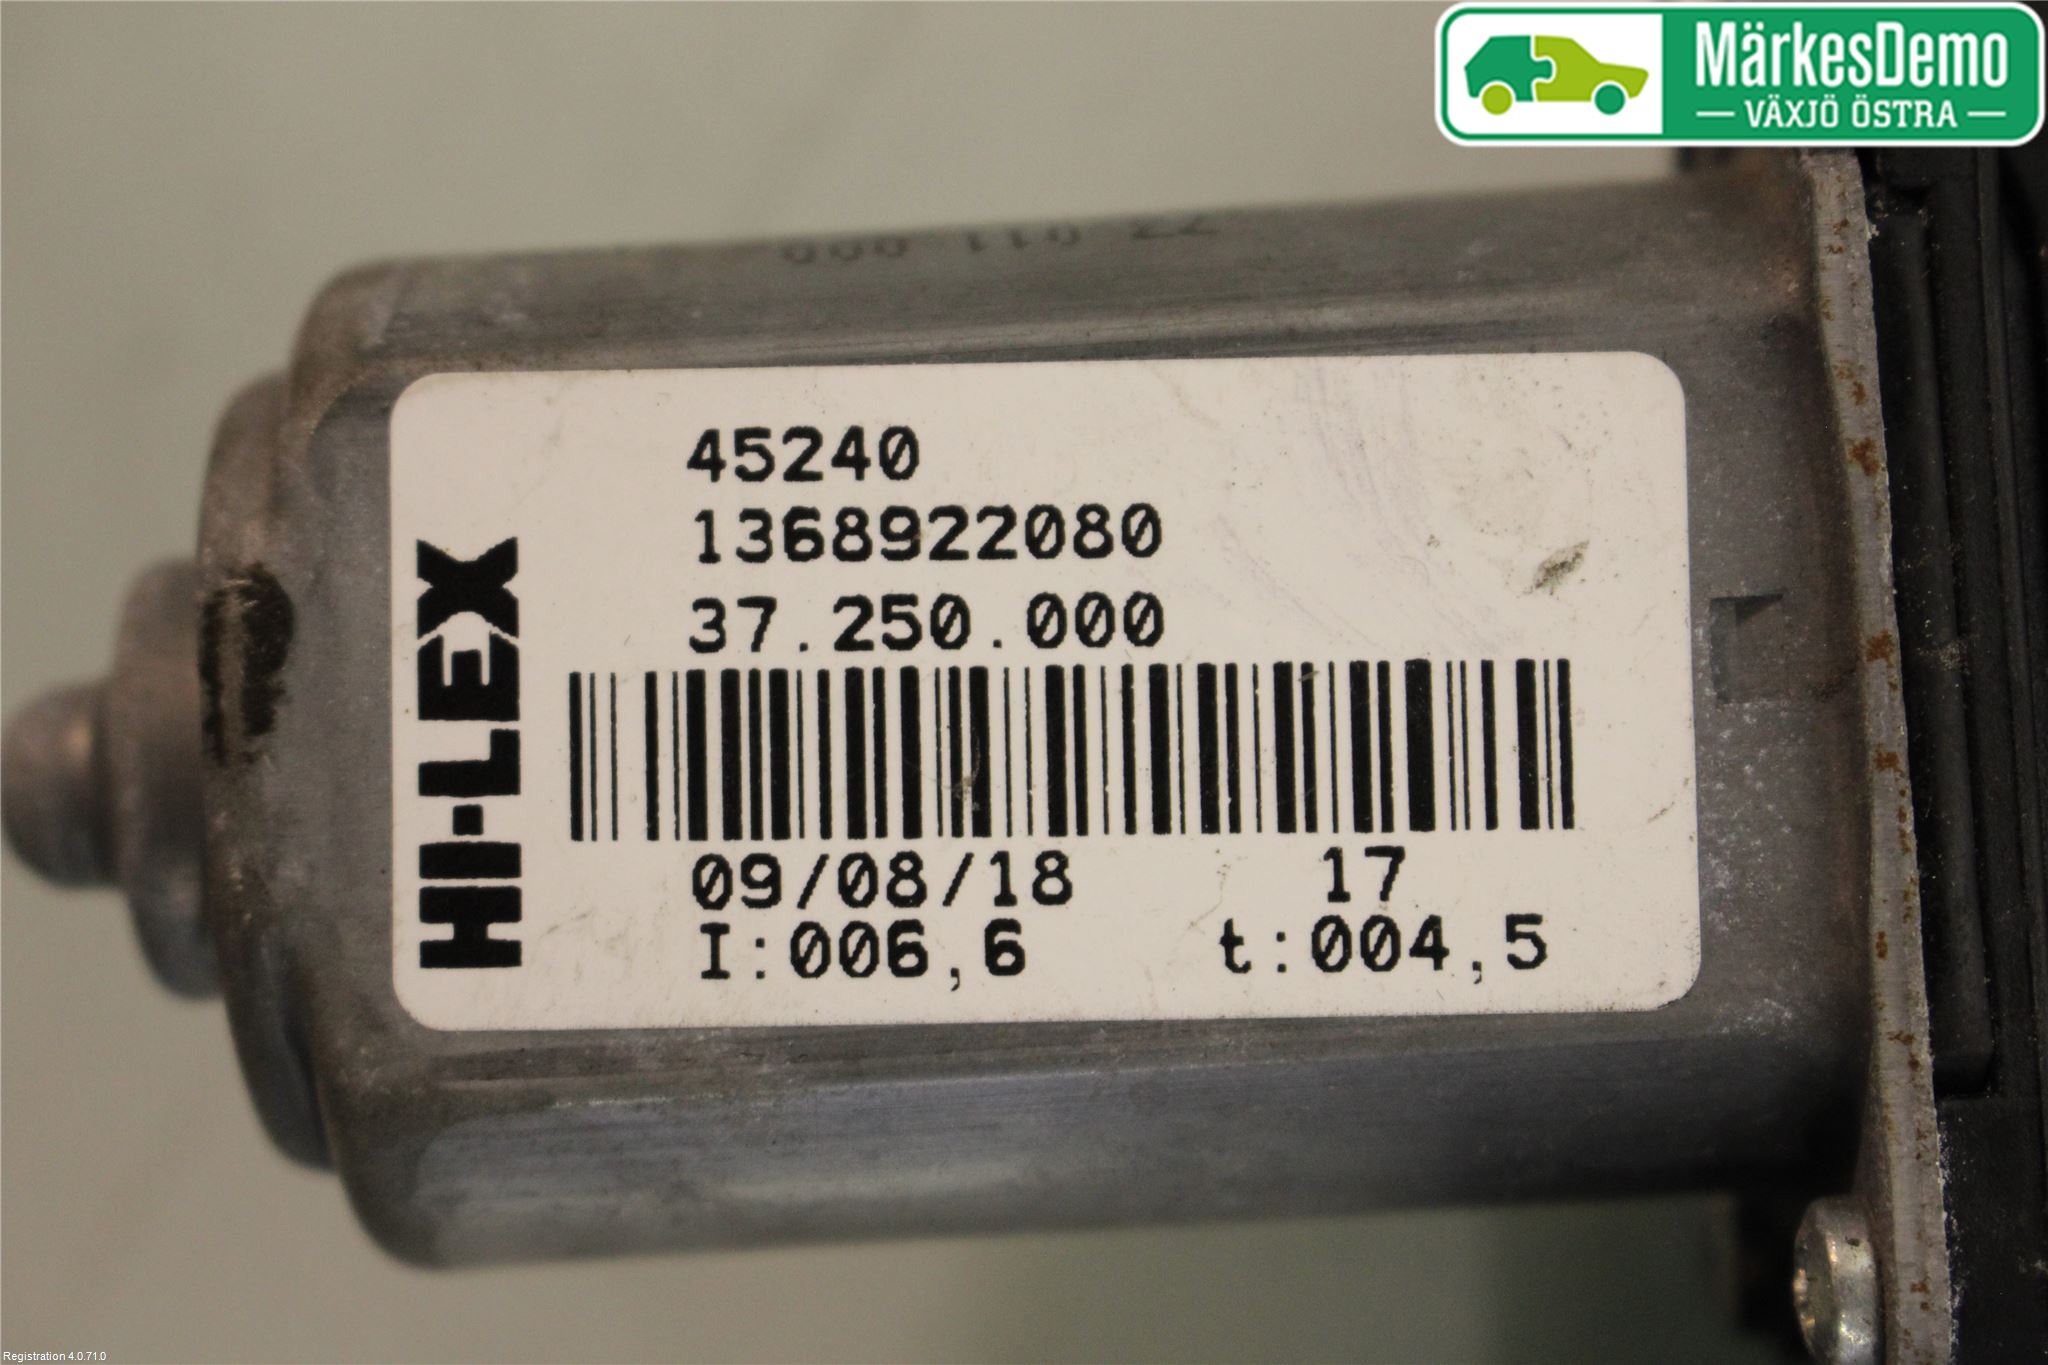 MärkesDemo
VÄXJÖ ÖSTRA
45240
1368922080
37.250.000
HI-LEX
09/08/18 17
I:006,6 t:004,5
Registration 4.0.71.0